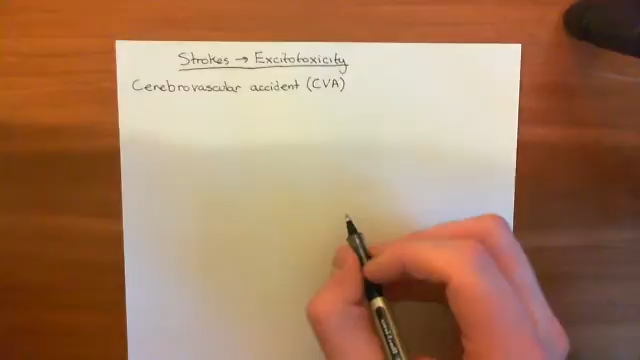 Strokes → Excitotoxicity
Cerebrovascular accident (CVA)